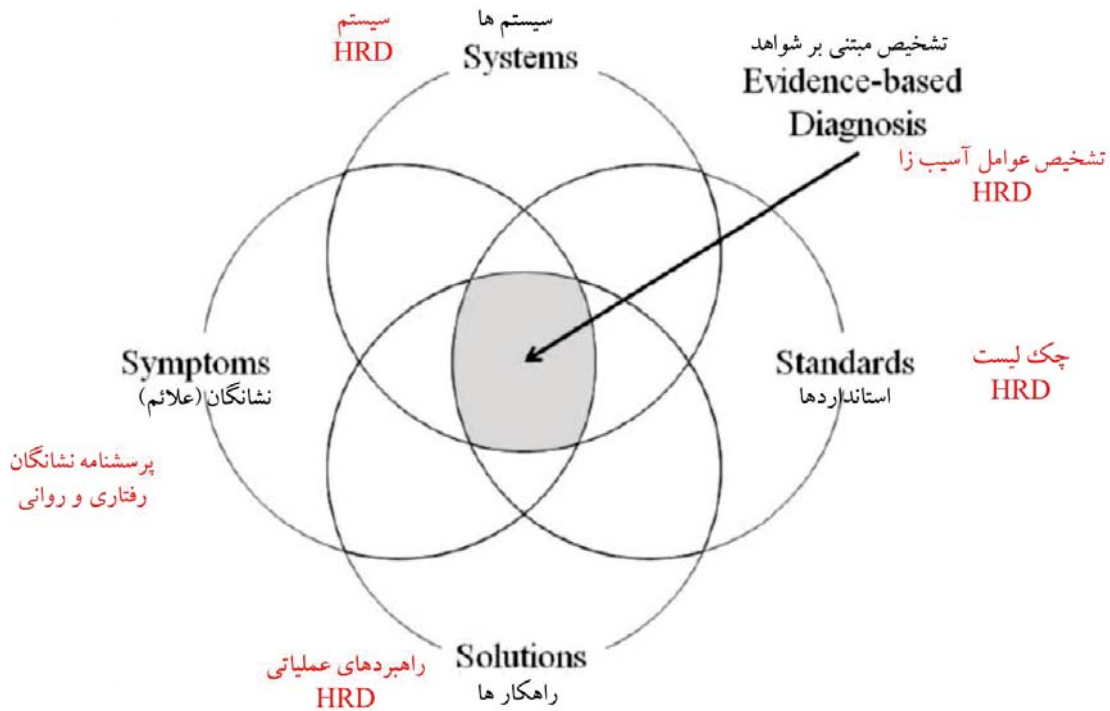 سیستم
HRD
سیستم ها
Systems
تشخیص مبتنی بر شواهد
Evidence-based
Diagnosis
تشخیص عوامل آسیب زا
HRD
Symptoms
نشانگان (علائم)
پرسشنامه نشانگان
رفتاری و روانی
Standards
استانداردها
چک لیست
HRD
راهبردهای عملیاتی
HRD
Solutions
راهکار ها